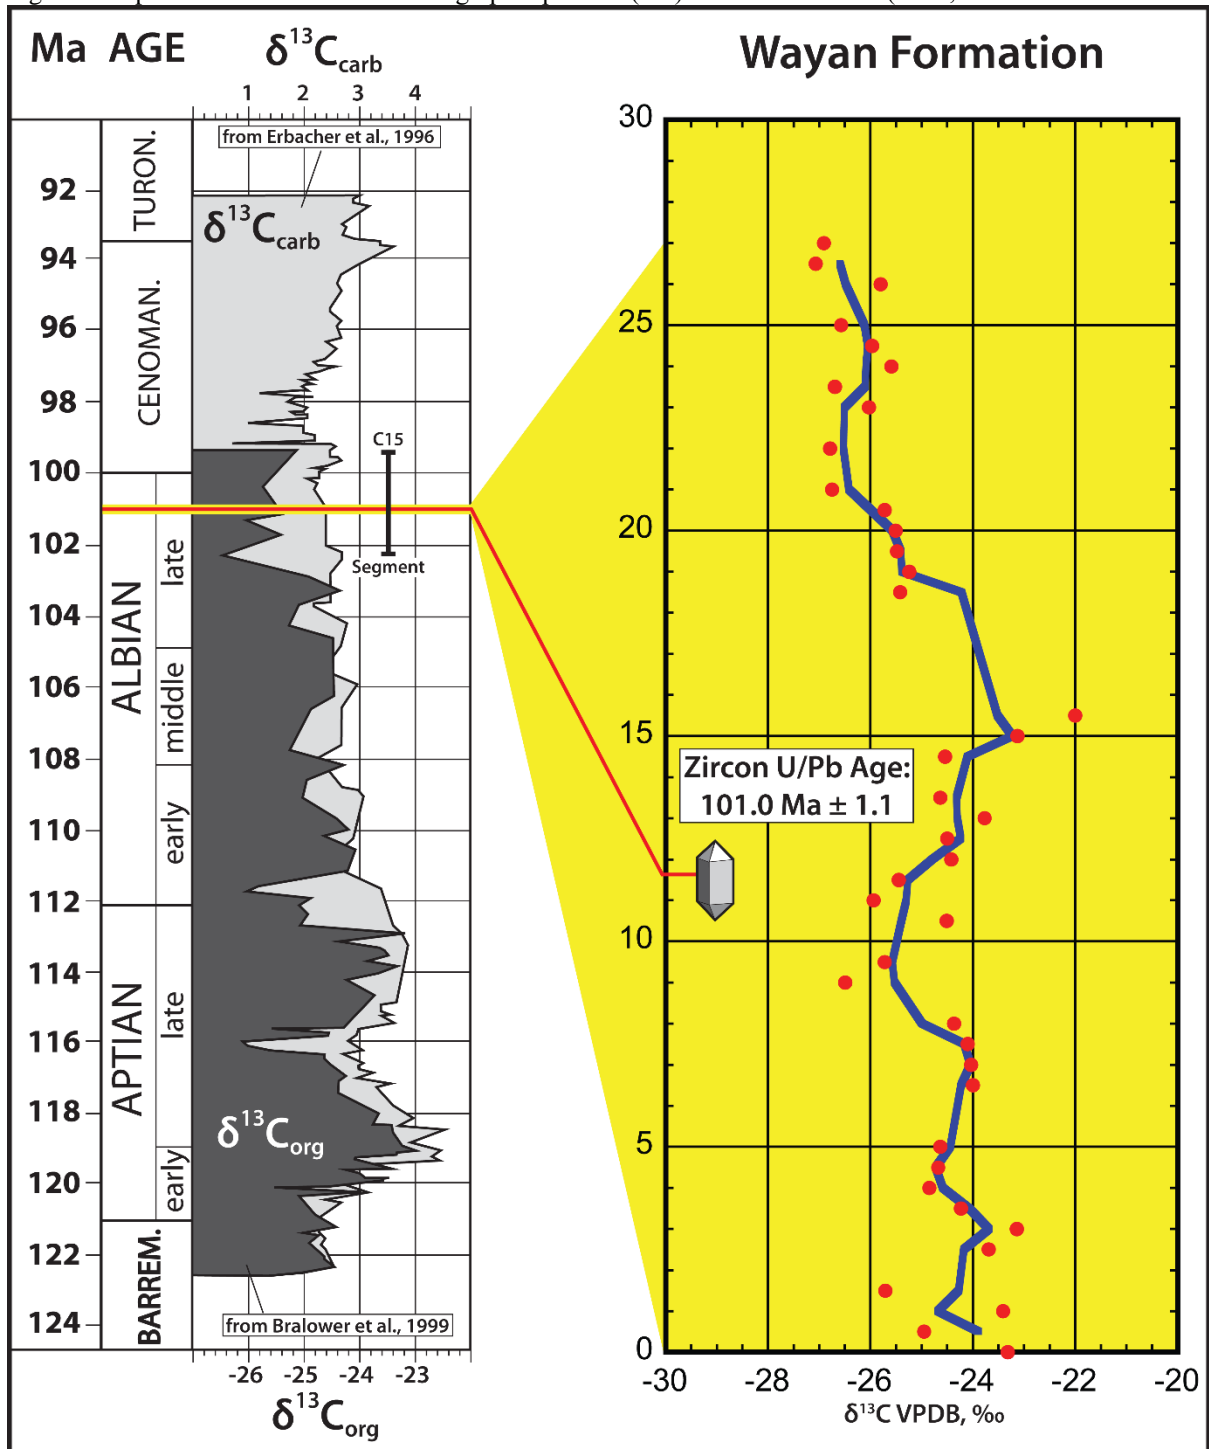 Ma AGE δ13Ccarb
1 2 3 4
Wayan Formation
from Erbacher et al., 1996
δ13Ccarb
TURON.
CENOMAN.
ALBIAN
late
middle
early
APTIAN
late
early
BARREM.
92
94
96
98
100
102
104
106
108
110
112
114
116
118
120
122
124
C15
Segment
δ13Corg
from Bralower et al., 1999
-26 -25 -24 -23
δ13Corg
30
25
20
15
10
5
0
Zircon U/Pb Age:
101.0 Ma ± 1.1
-30 -28 -26 -24 -22 -20
δ13C VPDB, ‰